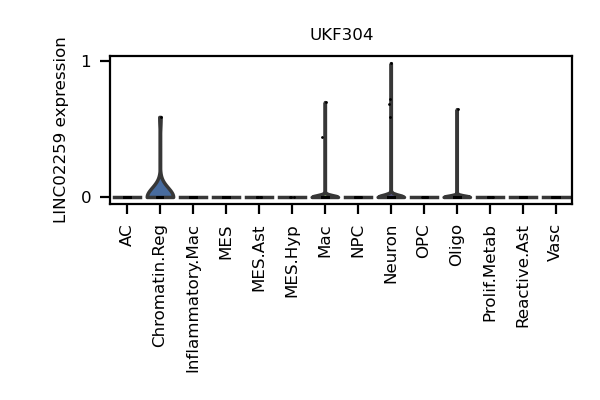 UKF304
LINC02259 expression
1
0
AC
Chromatin.Reg
Inflammatory.Mac
MES
MES.Ast
MES.Hyp
Mac
NPC
Neuron
OPC
Oligo
Prolif.Metab
Reactive.Ast
Vasc